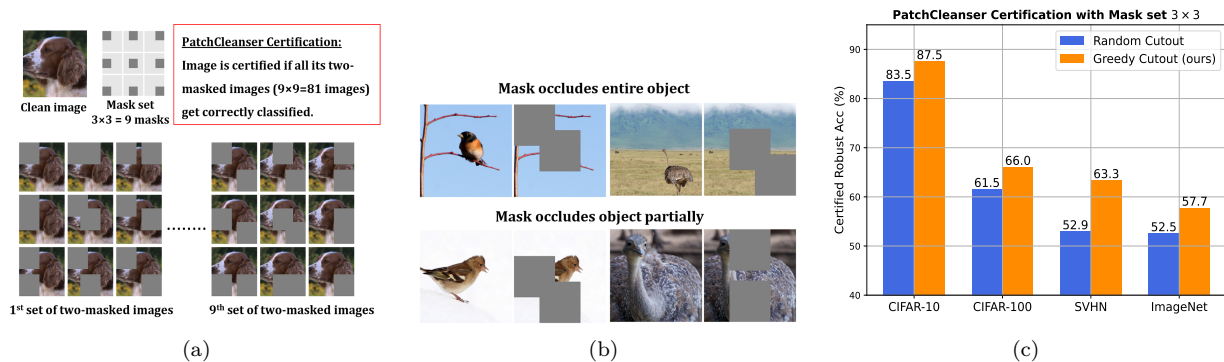 PatchCleanser Certification:
Image is certified if all its two-
masked images (9×9=81 images)
get correctly classified.
Clean image
Mask set
3×3 = 9 masks
1st set of two-masked images
9th set of two-masked images
(a)
Mask occludes entire object
Mask occludes object partially
(b)
PatchCleanser Certification with Mask set 3 × 3
Random Cutout
Greedy Cutout (ours)
Certified Robust Acc (%)
90
80
70
60
50
40
83.5
87.5
61.5
66.0
52.9
63.3
52.5
57.7
CIFAR-10
CIFAR-100
SVHN
ImageNet
(c)